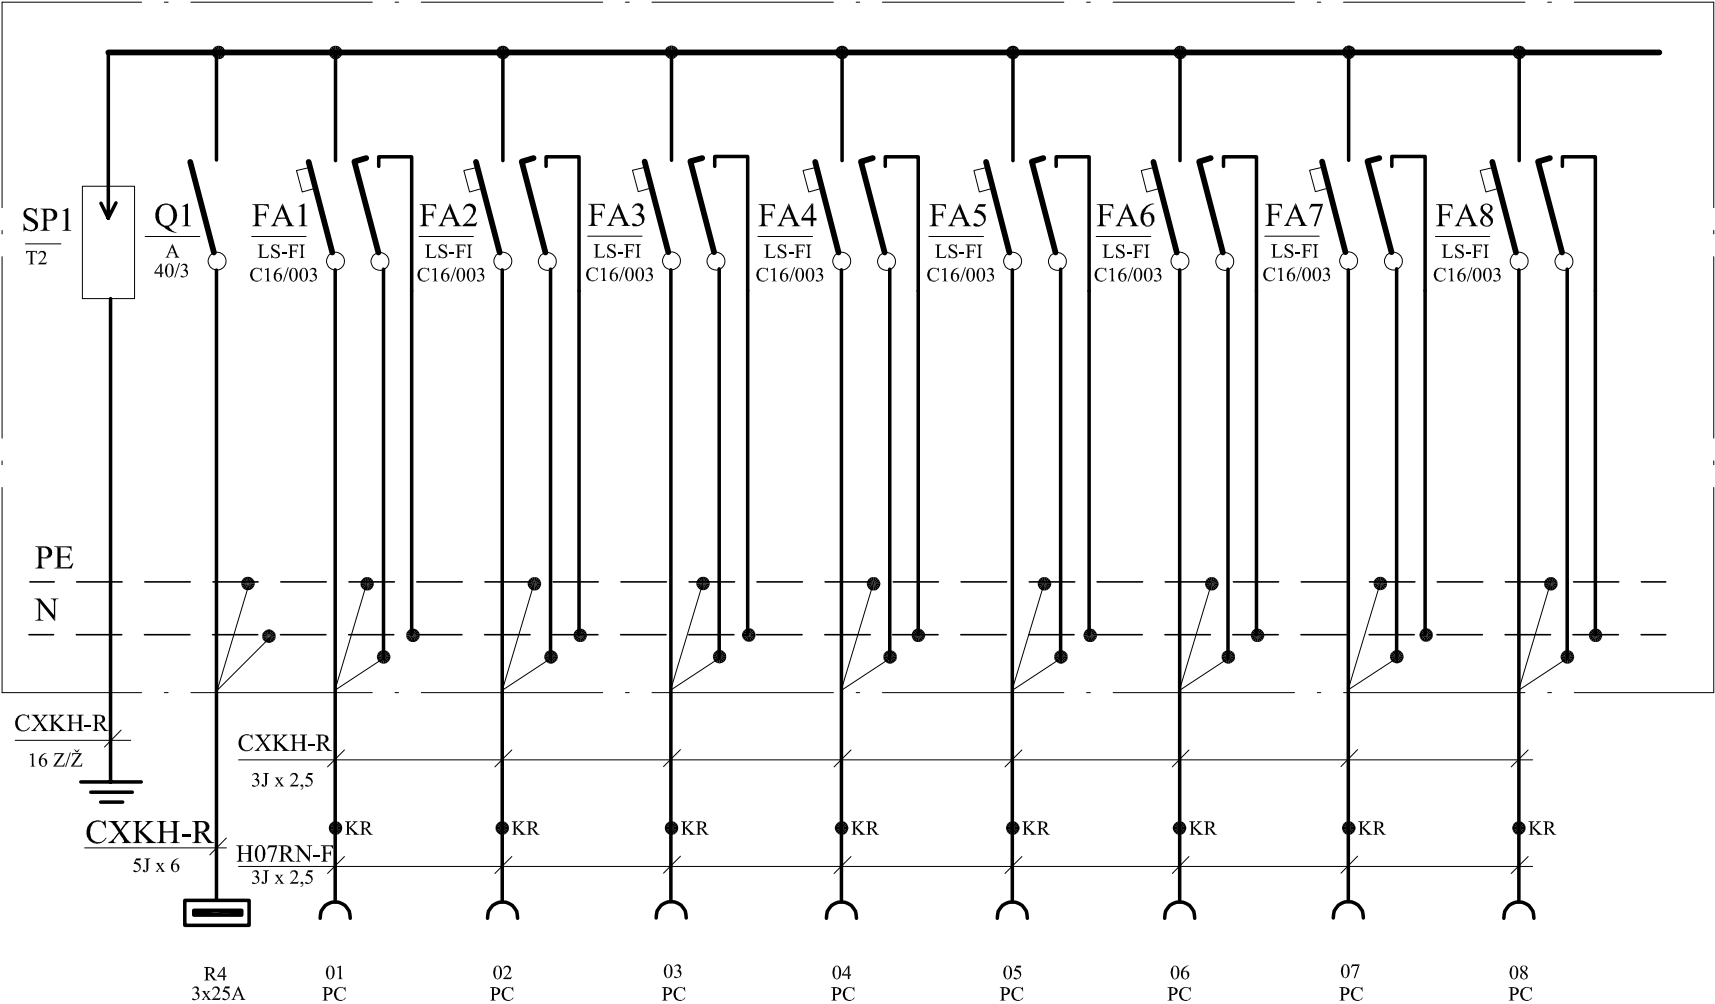 SP1
T2
Q1
A
40/3
FA1
LS-FI
C16/003
FA2
LS-FI
C16/003
FA3
LS-FI
C16/003
FA4
LS-FI
C16/003
FA5
LS-FI
C16/003
FA6
LS-FI
C16/003
FA7
LS-FI
C16/003
FA8
LS-FI
C16/003
PE
N
CXKH-R
16 Z/Ž
CXKH-R
3J x 2,5
CXKH-R
5J x 6
KR KR KR KR KR KR KR KR
H07RN-F
3J x 2,5
R4
3x25A
01
PC
02
PC
03
PC
04
PC
05
PC
06
PC
07
PC
08
PC